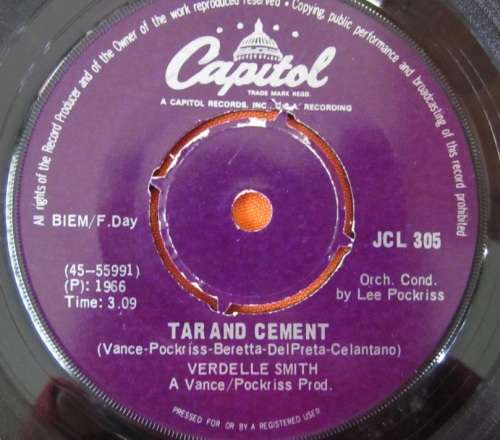 All rights of the Record Producer and of the Owner of the work reproduced reserved • Copying, public performance and broadcasting of this record prohibited
Capitol
TRADE MARK REGD.
A CAPITOL RECORDS, INC., U.S.A., RECORDING
BIEM/F.Day
JCL 305
(45-55991)
(P): 1966
Time: 3.09
Orch. Cond.
by Lee Pockriss
TAR AND CEMENT
(Vance-Pockriss-Beretta-DelPreta-Celantano)
VERDELLE SMITH
A Vance/Pockriss Prod.
PRESSED FOR OR BY A REGISTERED USER